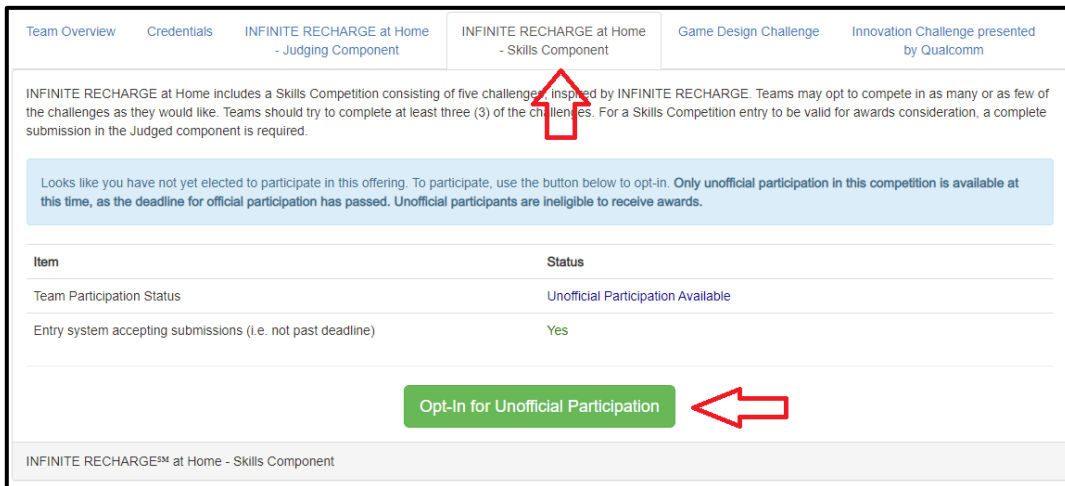 Team Overview
Credentials
INFINITE RECHARGE at Home
- Judging Component
INFINITE RECHARGE at Home
- Skills Component
Game Design Challenge
Innovation Challenge presented
by Qualcomm
INFINITE RECHARGE at Home includes a Skills Competition consisting of five challenges, inspired by INFINITE RECHARGE. Teams may opt to compete in as many or as few of
the challenges as they would like. Teams should try to complete at least three (3) of the challenges. For a Skills Competition entry to be valid for awards consideration, a complete
submission in the Judged component is required.
Looks like you have not yet elected to participate in this offering. To participate, use the button below to opt-in. Only unofficial participation in this competition is available at
this time, as the deadline for official participation has passed. Unofficial participants are ineligible to receive awards.
Item Status
Team Participation Status Unofficial Participation Available
Entry system accepting submissions (i.e. not past deadline) Yes
Opt-In for Unofficial Participation
INFINITE RECHARGE℠ at Home - Skills Component